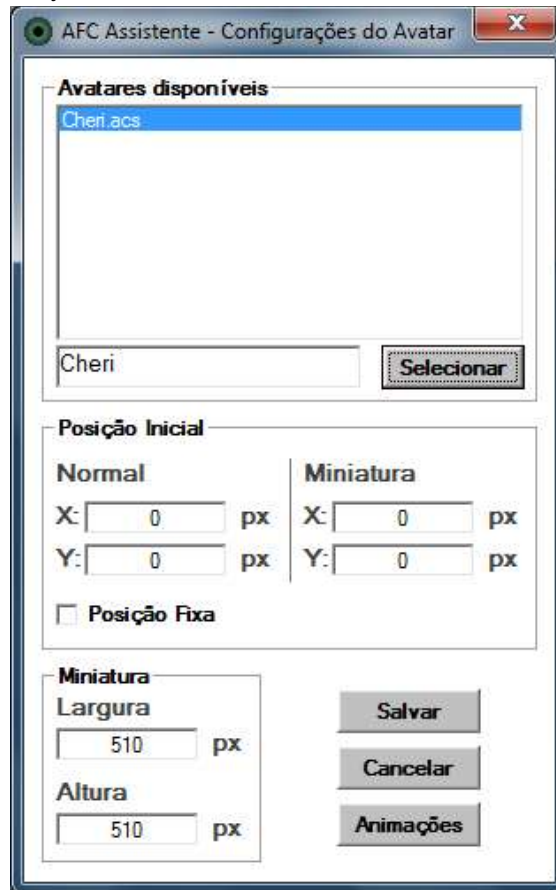 AFC Assistente - Configurações do Avatar
x
Avatares disponíveis
Cheri.acs
Cheri
Selecionar
Posição Inicial
Normal
Miniatura
X: 0 px X: 0 px
Y: 0 px Y: 0 px
Posição Fixa
Miniatura
Largura
510 px
Altura
510 px
Salvar
Cancelar
Animações